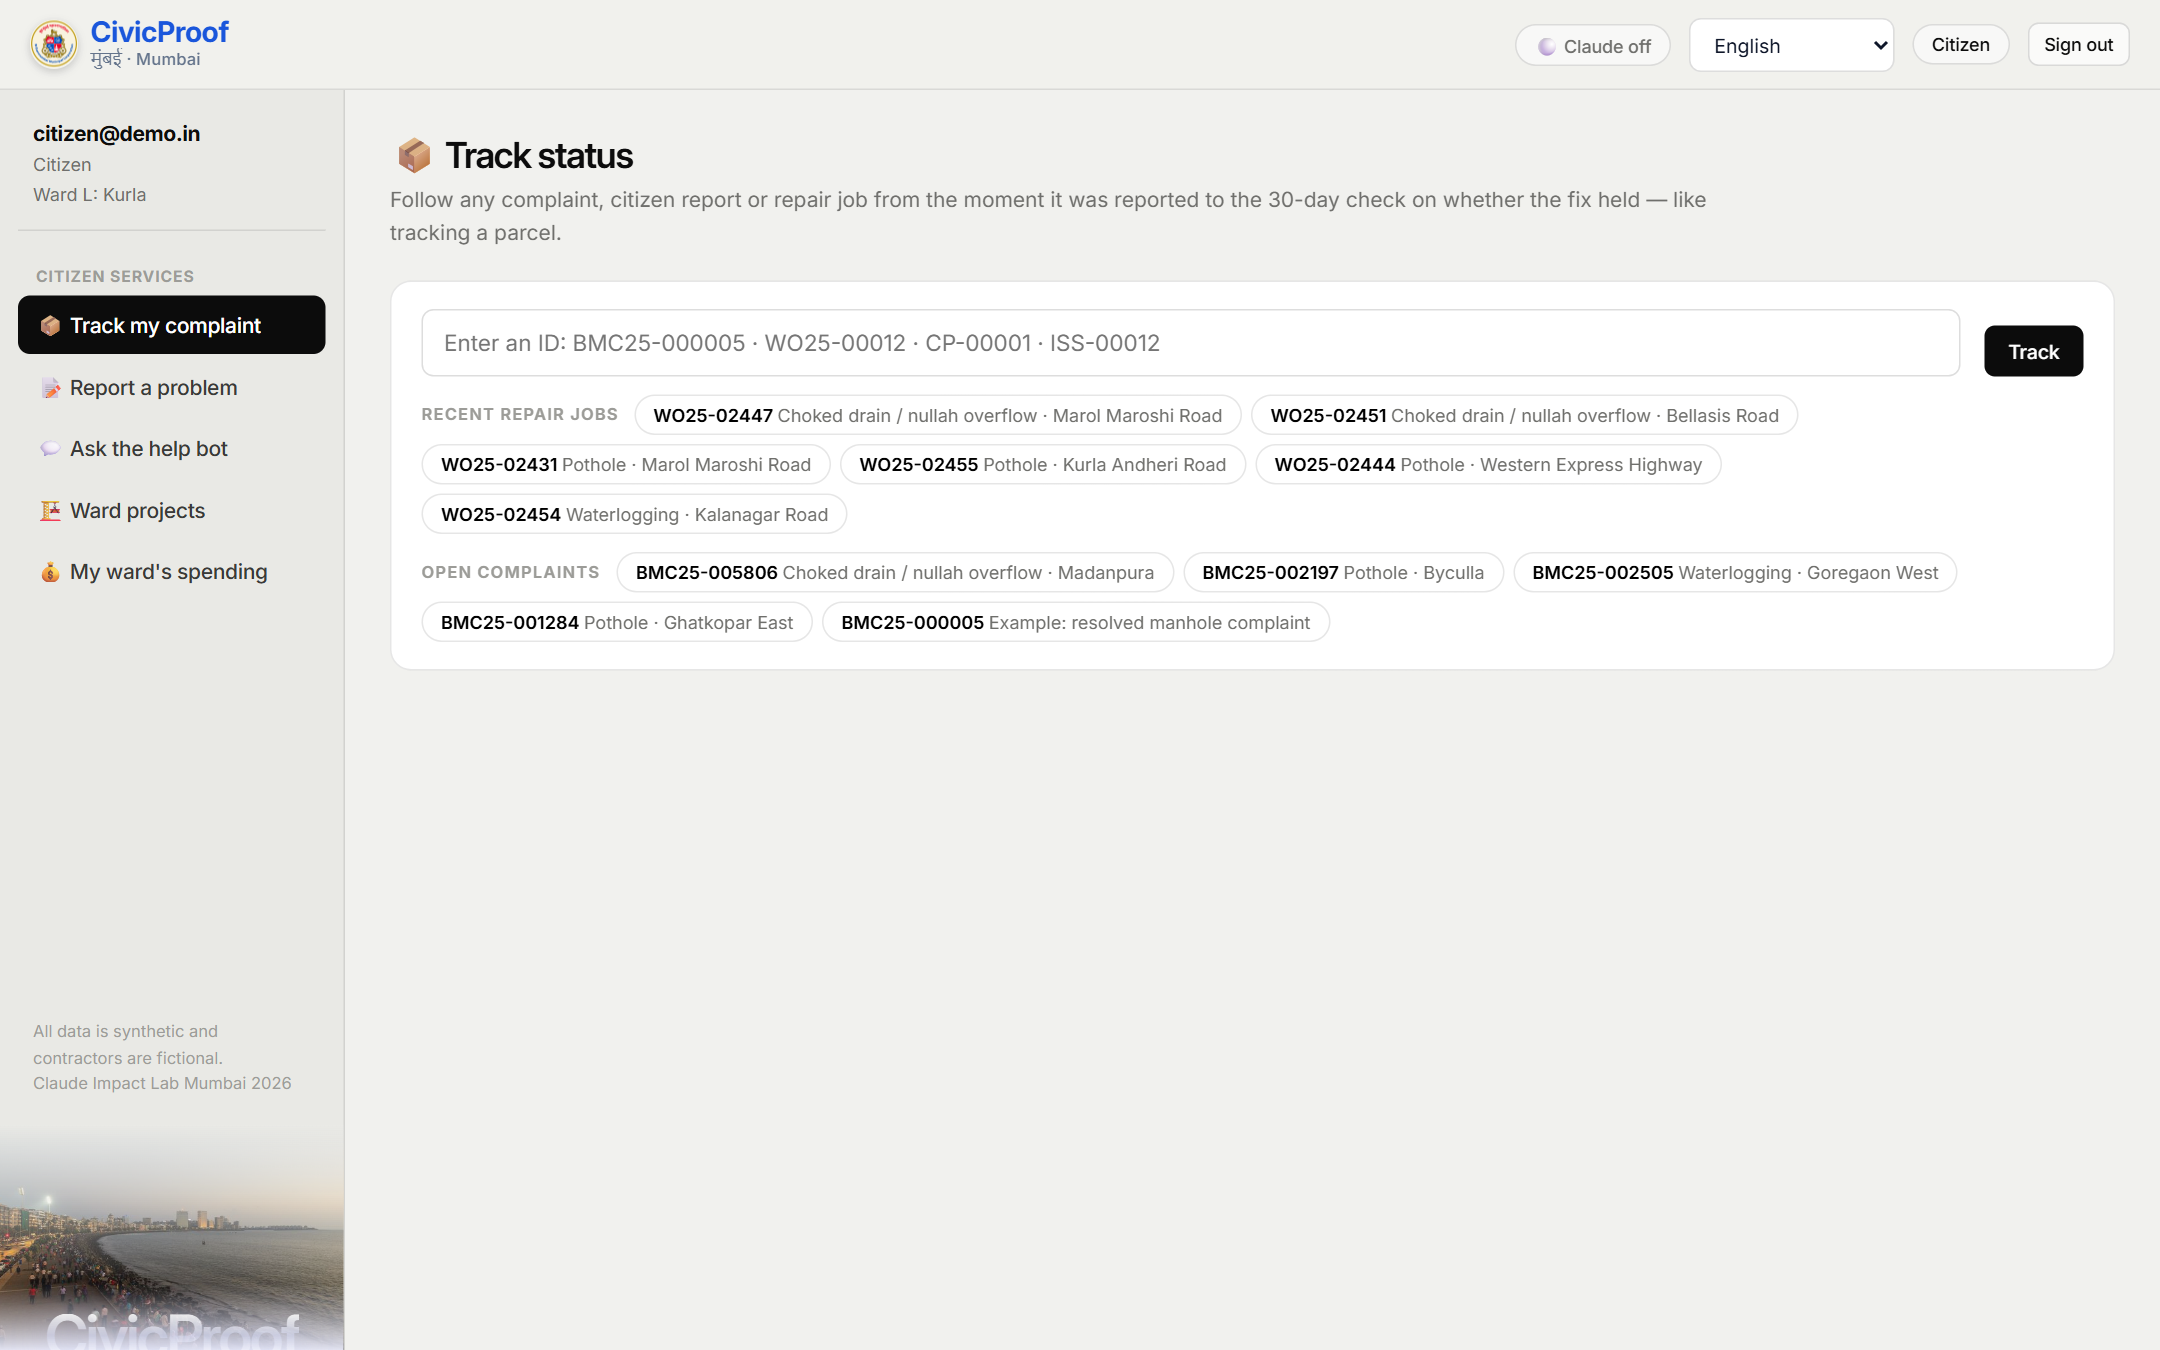 CivicProof
मुंबई · Mumbai
Claude off
English
Citizen
Sign out
citizen@demo.in
Citizen
Ward L: Kurla
CITIZEN SERVICES
Track my complaint
Report a problem
Ask the help bot
Ward projects
My ward's spending
All data is synthetic and
contractors are fictional.
Claude Impact Lab Mumbai 2026
CivicProof
Track status
Follow any complaint, citizen report or repair job from the moment it was reported to the 30-day check on whether the fix held — like
tracking a parcel.
Enter an ID: BMC25-000005 · WO25-00012 · CP-00001 · ISS-00012
Track
RECENT REPAIR JOBS WO25-02447 Choked drain / nullah overflow · Marol Maroshi Road WO25-02451 Choked drain / nullah overflow · Bellasis Road
WO25-02431 Pothole · Marol Maroshi Road WO25-02455 Pothole · Kurla Andheri Road WO25-02444 Pothole · Western Express Highway
WO25-02454 Waterlogging · Kalanagar Road
OPEN COMPLAINTS BMC25-005806 Choked drain / nullah overflow · Madanpura BMC25-002197 Pothole · Byculla BMC25-002505 Waterlogging · Goregaon West
BMC25-001284 Pothole · Ghatkopar East BMC25-000005 Example: resolved manhole complaint